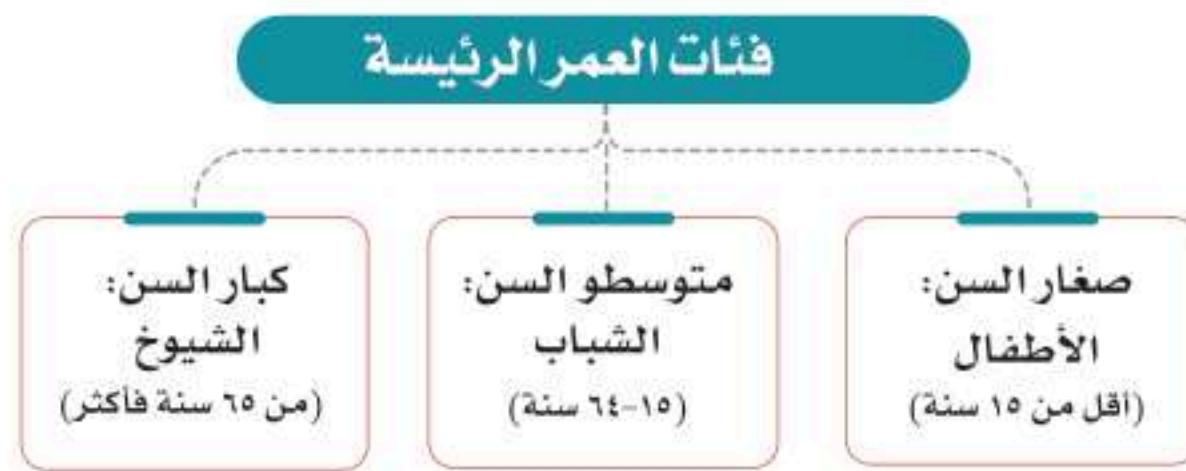 فئات العمر الرئيسة
صغار السن:
الأطفال
(أقل من ١٥ سنة)
متوسطو السن:
الشباب
(١٥-٦٤ سنة)
كبار السن:
الشيوخ
(من ٦٥ سنة فأكثر)